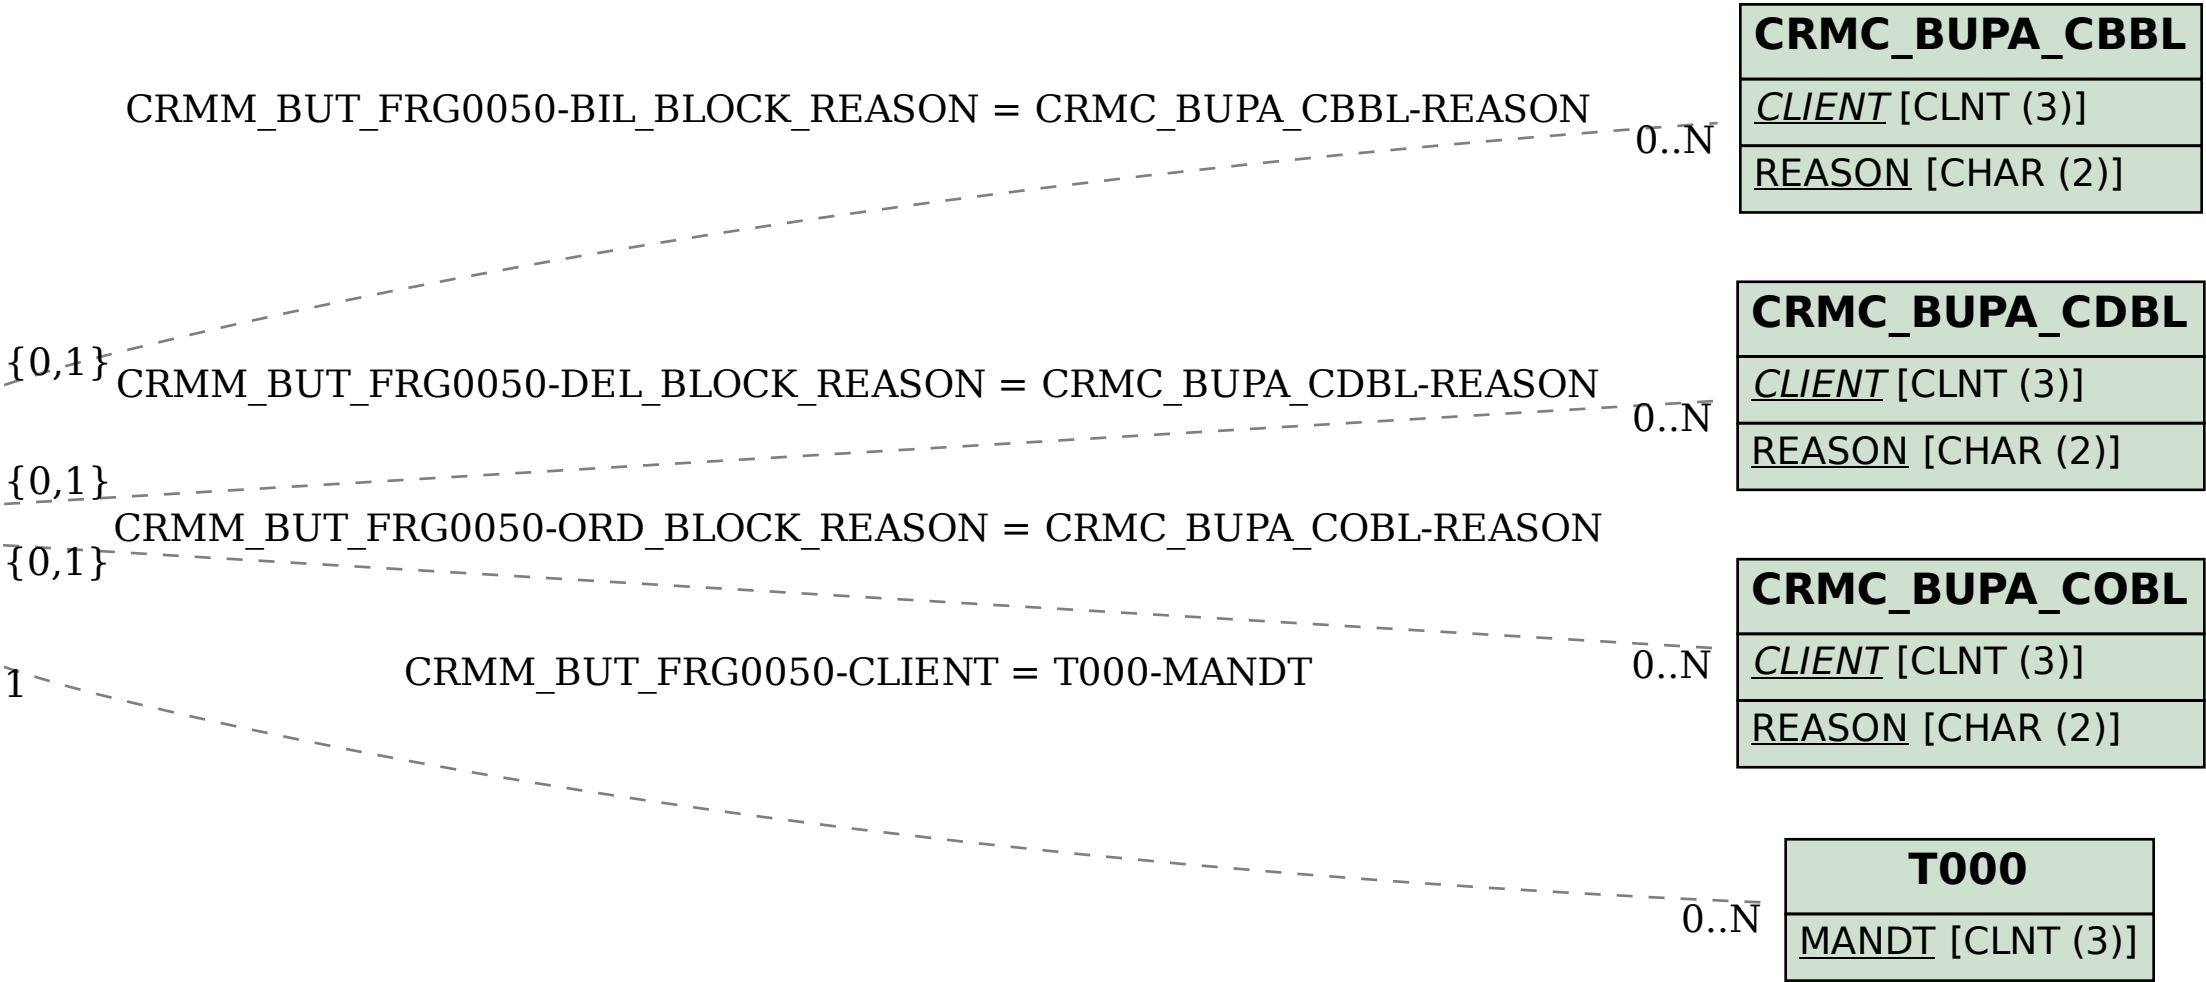 CRMC_BUPA_CBBL
CLIENT [CLNT (3)]
REASON [CHAR (2)]
CRMM_BUT_FRG0050-BIL_BLOCK_REASON = CRMC_BUPA_CBBL-REASON
0..N
{0,1}
CRMC_BUPA_CDBL
CLIENT [CLNT (3)]
REASON [CHAR (2)]
CRMM_BUT_FRG0050-DEL_BLOCK_REASON = CRMC_BUPA_CDBL-REASON
0..N
{0,1}
CRMM_BUT_FRG0050-ORD_BLOCK_REASON = CRMC_BUPA_COBL-REASON
{0,1}
0..N
CRMC_BUPA_COBL
CLIENT [CLNT (3)]
REASON [CHAR (2)]
CRMM_BUT_FRG0050-CLIENT = T000-MANDT
1
0..N
T000
MANDT [CLNT (3)]